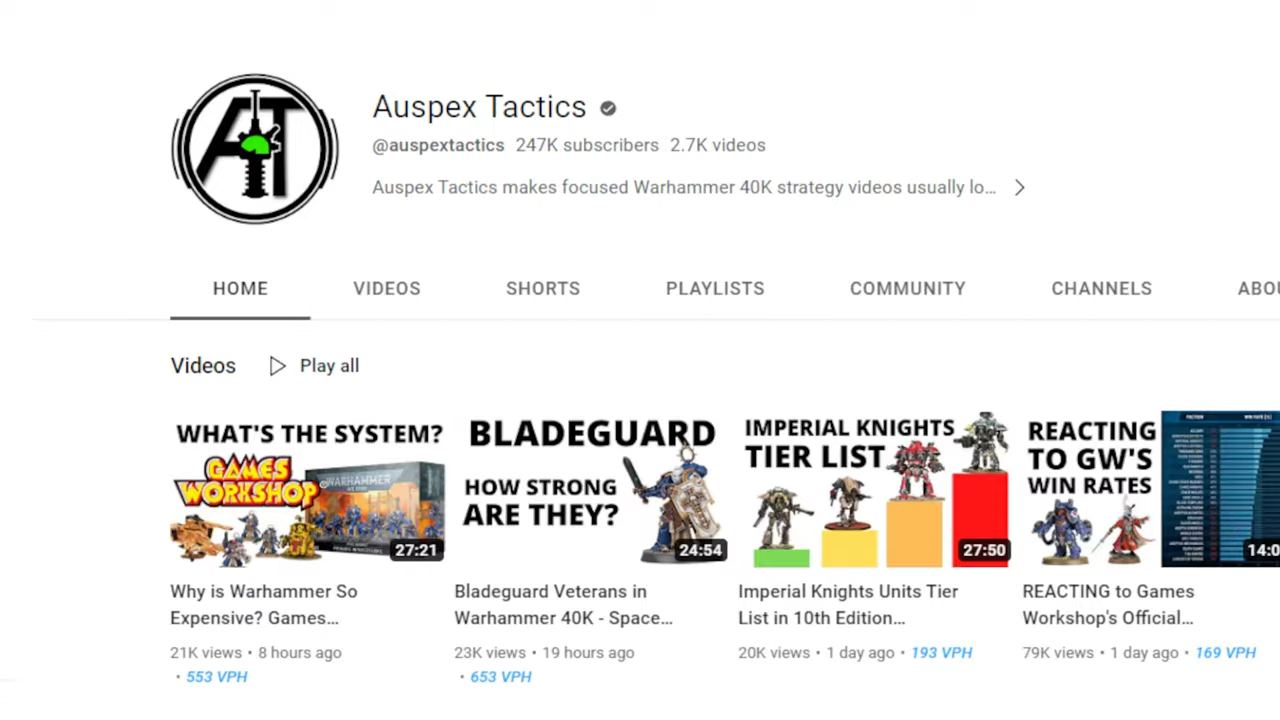 AT
Auspex Tactics
@auspextactics 247K subscribers 2.7K videos
Auspex Tactics makes focused Warhammer 40K strategy videos usually lo...
HOME VIDEOS SHORTS PLAYLISTS COMMUNITY CHANNELS ABOU
Videos Play all
WHAT'S THE SYSTEM?
GAMES
WORKSHOP
WARHAMMER
27:21
BLADEGUARD
HOW STRONG
ARE THEY?
24:54
IMPERIAL KNIGHTS
TIER LIST
27:50
REACTING
TO GW'S
WIN RATES
14:0
Why is Warhammer So
Expensive? Games...
21K views • 8 hours ago
• 553 VPH
Bladeguard Veterans in
Warhammer 40K - Space...
23K views • 19 hours ago
• 653 VPH
Imperial Knights Units Tier
List in 10th Edition...
20K views • 1 day ago • 193 VPH
REACTING to Games
Workshop's Official...
79K views • 1 day ago • 169 VPH